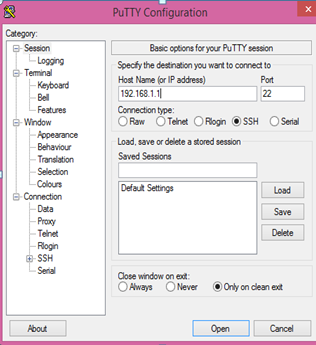 PuTTY Configuration
Category:
Session
Logging
Terminal
Keyboard
Bell
Features
Window
Appearance
Behaviour
Translation
Selection
Colours
Connection
Data
Proxy
Telnet
Rlogin
SSH
Serial
Basic options for your PuTTY session
Specify the destination you want to connect to
Host Name (or IP address) Port
192.168.1.1 22
Connection type:
Raw Telnet Rlogin SSH Serial
Load, save or delete a stored session
Saved Sessions
Default Settings
Load
Save
Delete
Close window on exit:
Always Never Only on clean exit
About Open Cancel